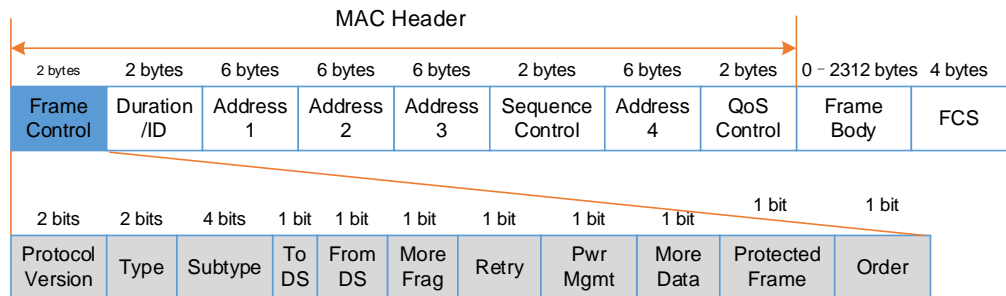 MAC Header
2 bytes 2 bytes 6 bytes 6 bytes 6 bytes 2 bytes 6 bytes 2 bytes 0–2312 bytes 4 bytes
Frame Control
Duration /ID
Address 1
Address 2
Address 3
Sequence Control
Address 4
QoS Control
Frame Body
FCS
2 bits 2 bits 4 bits 1 bit 1 bit 1 bit 1 bit 1 bit 1 bit 1 bit 1 bit
Protocol Version
Type
Subtype
To DS
From DS
More Frag
Retry
Pwr Mgmt
More Data
Protected Frame
Order